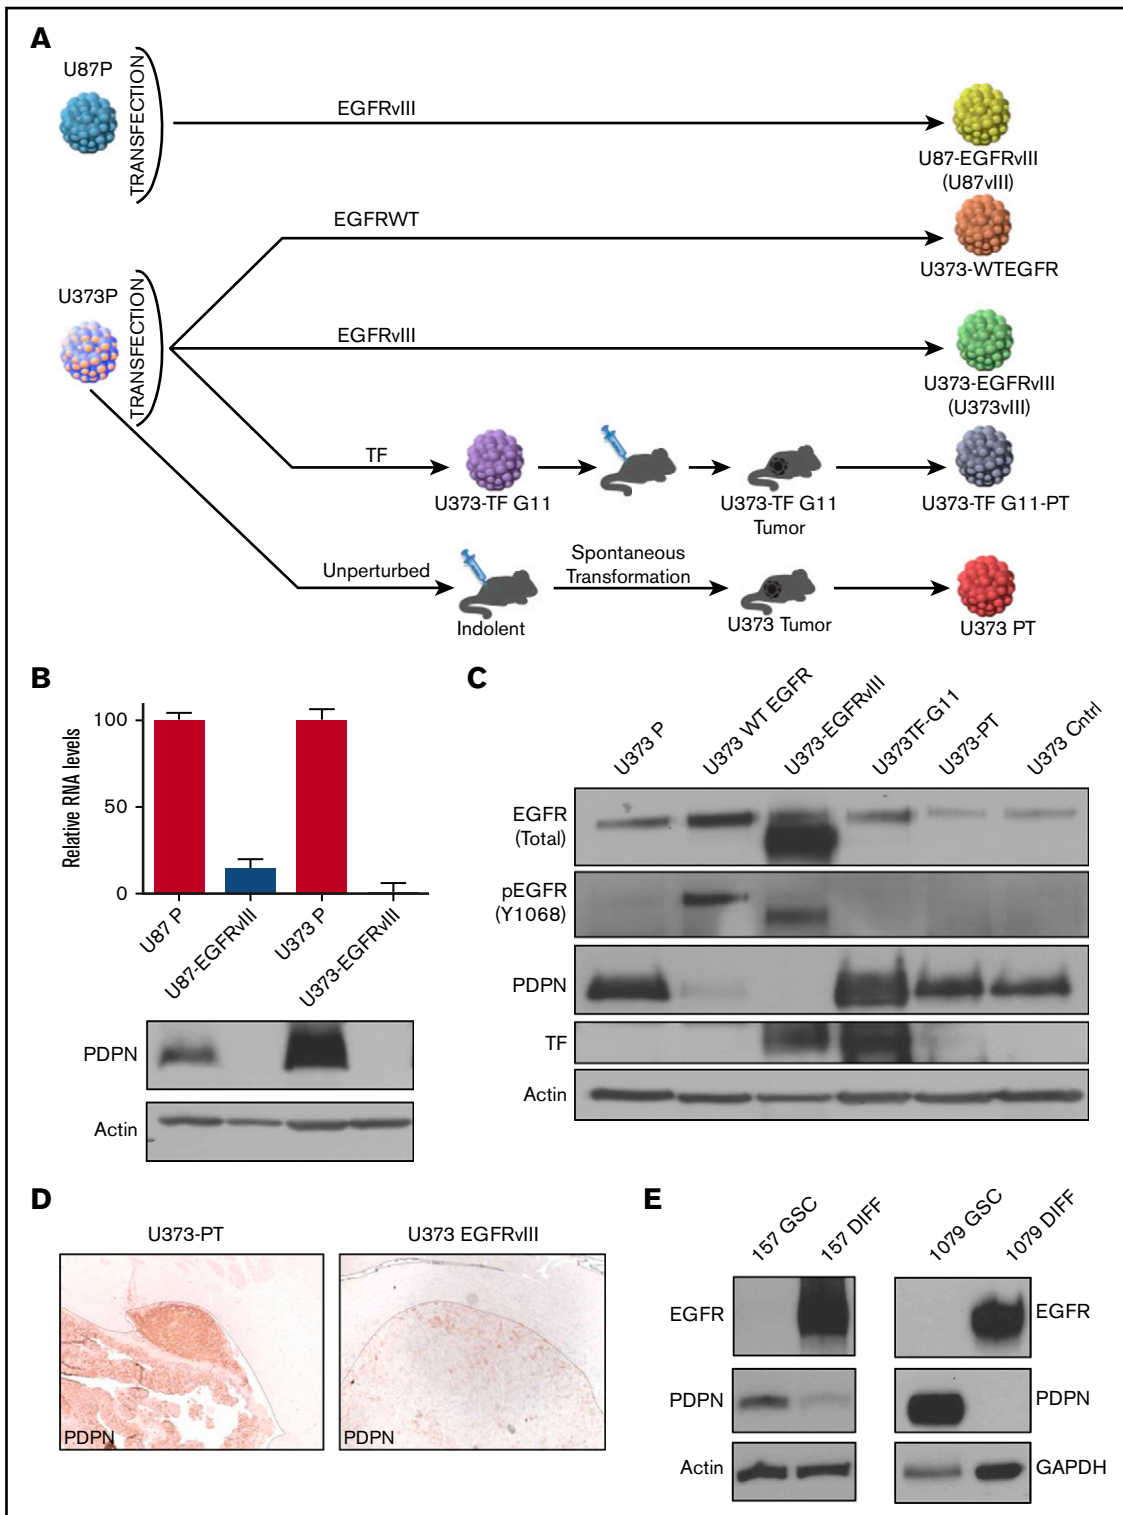 A
U87P
TRANSFECTION
EGFRvIII
U87-EGFRvIII
(U87vIII)
EGFRWT
U373-WTEGFR
U373P
TRANSFECTION
EGFRvIII
U373-EGFRvIII
(U373vIII)
TF
U373-TF G11
U373-TF G11
Tumor
U373-TF G11-PT
Unperturbed
Indolent
Spontaneous
Transformation
U373 Tumor
U373 PT
B
Relative RNA levels
100
50
0
U87 P
U87-EGFRvIII
U373 P
U373-EGFRvIII
PDPN
Actin
C
U373 P
U373 WT EGFR
U373-EGFRvIII
U373TF-G11
U373-PT
U373 Cntrl
EGFR
(Total)
pEGFR
(Y1068)
PDPN
TF
Actin
D
U373-PT
U373 EGFRvIII
PDPN
PDPN
E
157 GSC
157 DIFF
1079 GSC
1079 DIFF
EGFR
EGFR
PDPN
PDPN
Actin
GAPDH